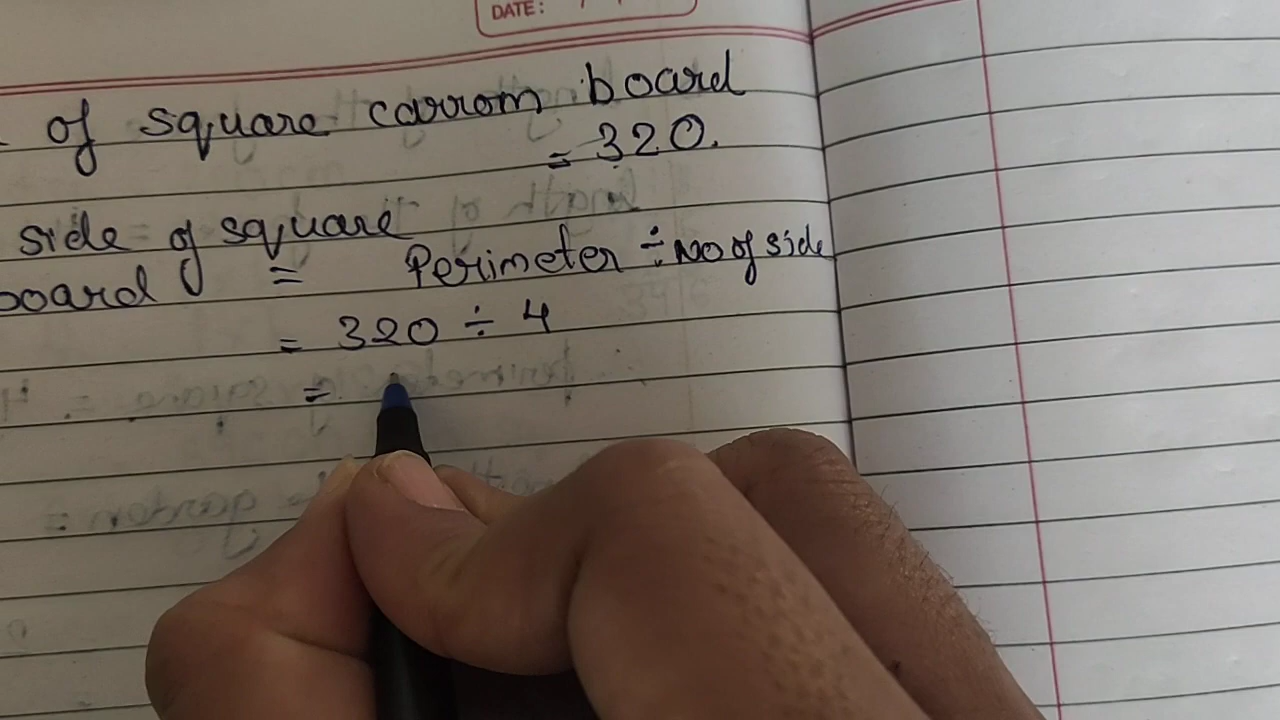 DATE:
of square carrom board
= 320.
side of square
board = Perimeter ÷ No of side
= 320 ÷ 4
=